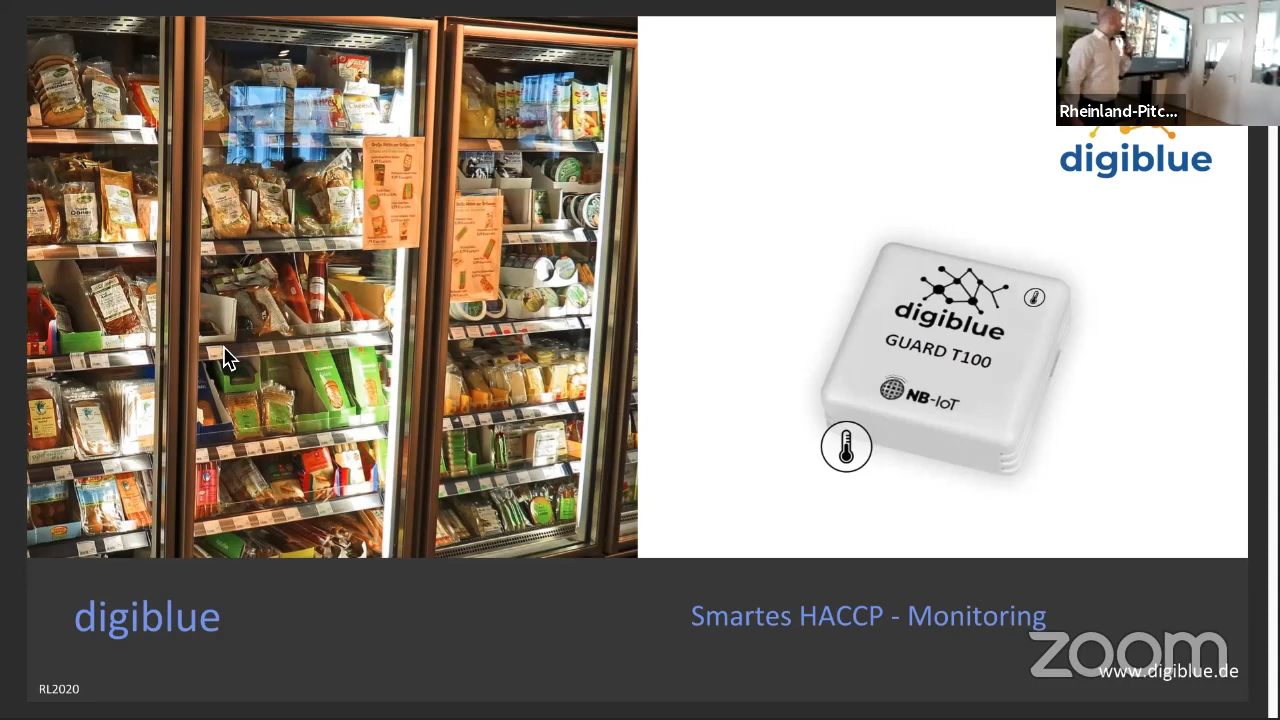 Rheinland-Pitc...
digiblue
digiblue
GUARD T100
NB-IoT
digiblue
Smartes HACCP - Monitoring
zoom
www.digiblue.de
RL2020